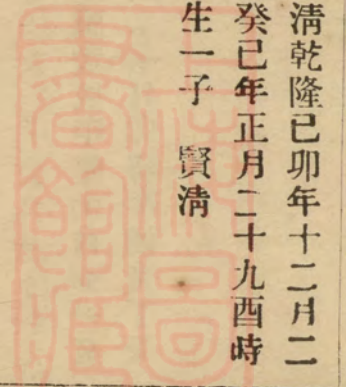 清乾隆己卯年十二月二
癸巳年正月二十九酉時
生一子　賢清